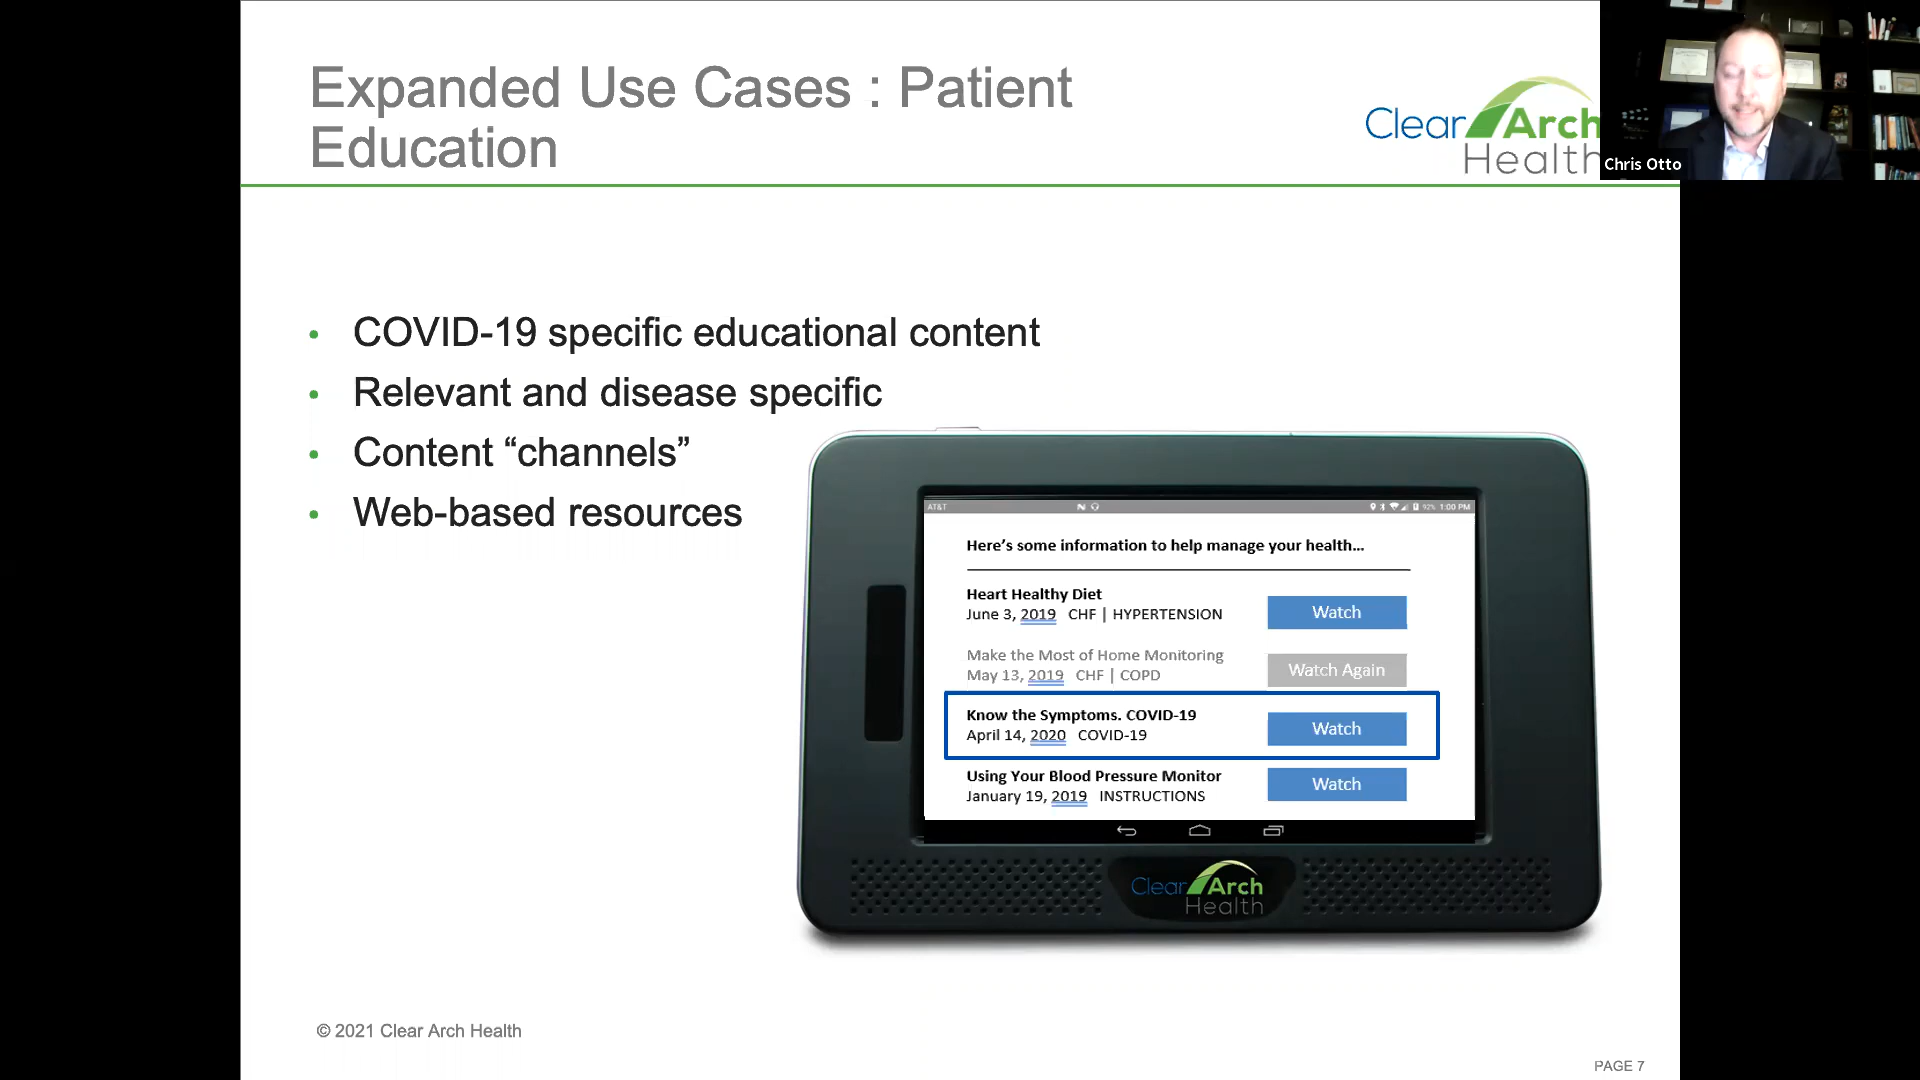 Expanded Use Cases : Patient
Education
Clear Arch
Health
Chris Otto
• COVID-19 specific educational content
• Relevant and disease specific
• Content “channels”
• Web-based resources
AT&T 92% 1:00 PM
Here’s some information to help manage your health...
Heart Healthy Diet
June 3, 2019 CHF | HYPERTENSION
Watch
Make the Most of Home Monitoring
May 13, 2019 CHF | COPD
Watch Again
Know the Symptoms. COVID-19
April 14, 2020 COVID-19
Watch
Using Your Blood Pressure Monitor
January 19, 2019 INSTRUCTIONS
Watch
Clear Arch
Health
© 2021 Clear Arch Health
PAGE 7